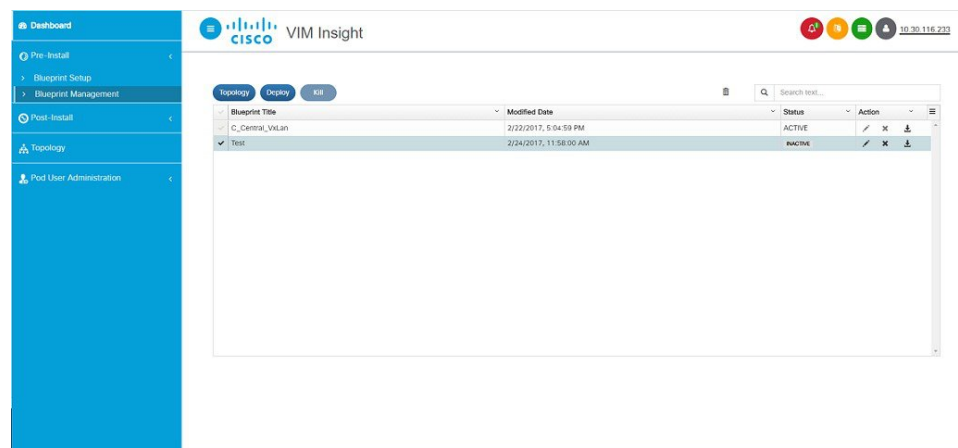 Dashboard
CISCO VIM Insight
10.30.116.233
Pre-Install
> Blueprint Setup
> Blueprint Management
Post-Install
Topology
Pod User Administration
Topology Deploy Kill
Search text...
Blueprint Title Modified Date Status Action
C_Central_VxLan 2/22/2017, 5:04:59 PM ACTIVE
Test 2/24/2017, 11:58:00 AM INACTIVE